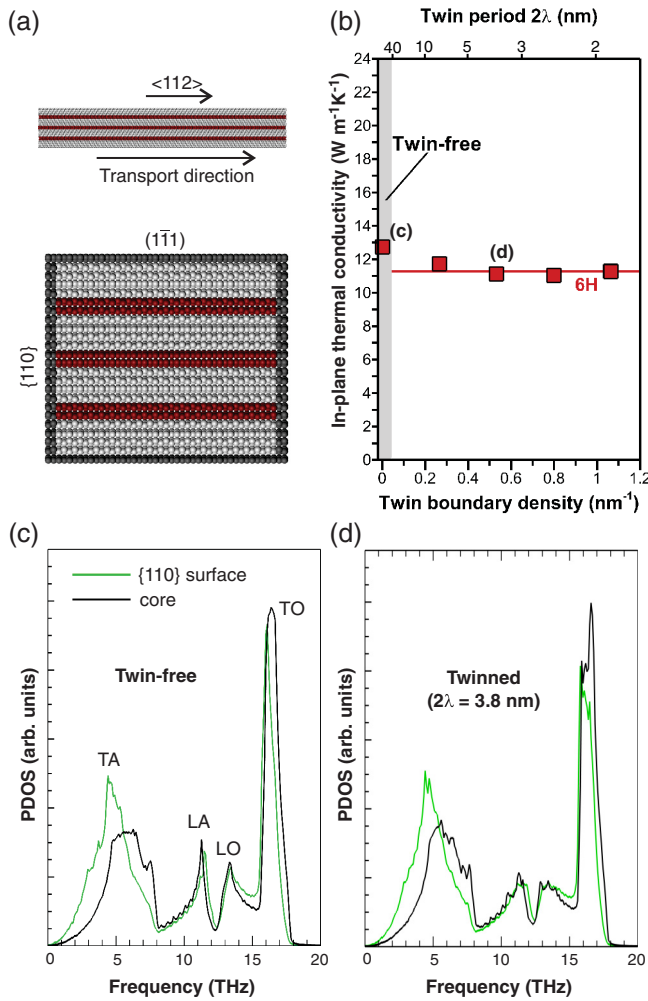 (a)
<112>
Transport direction
(11̅1)
{110}
(b)
Twin period 2λ (nm)
40 10 5 3 2
In-plane thermal conductivity (W m⁻¹K⁻¹)
24
22
20
18
16
14
12
10
8
6
4
2
0
Twin-free
(c)
(d)
6H
0 0.2 0.4 0.6 0.8 1 1.2
Twin boundary density (nm⁻¹)
(c)
{110} surface
core
TO
Twin-free
TA
LA
LO
PDOS (arb. units)
0 5 10 15 20
Frequency (THz)
(d)
Twinned
(2λ = 3.8 nm)
PDOS (arb. units)
0 5 10 15 20
Frequency (THz)